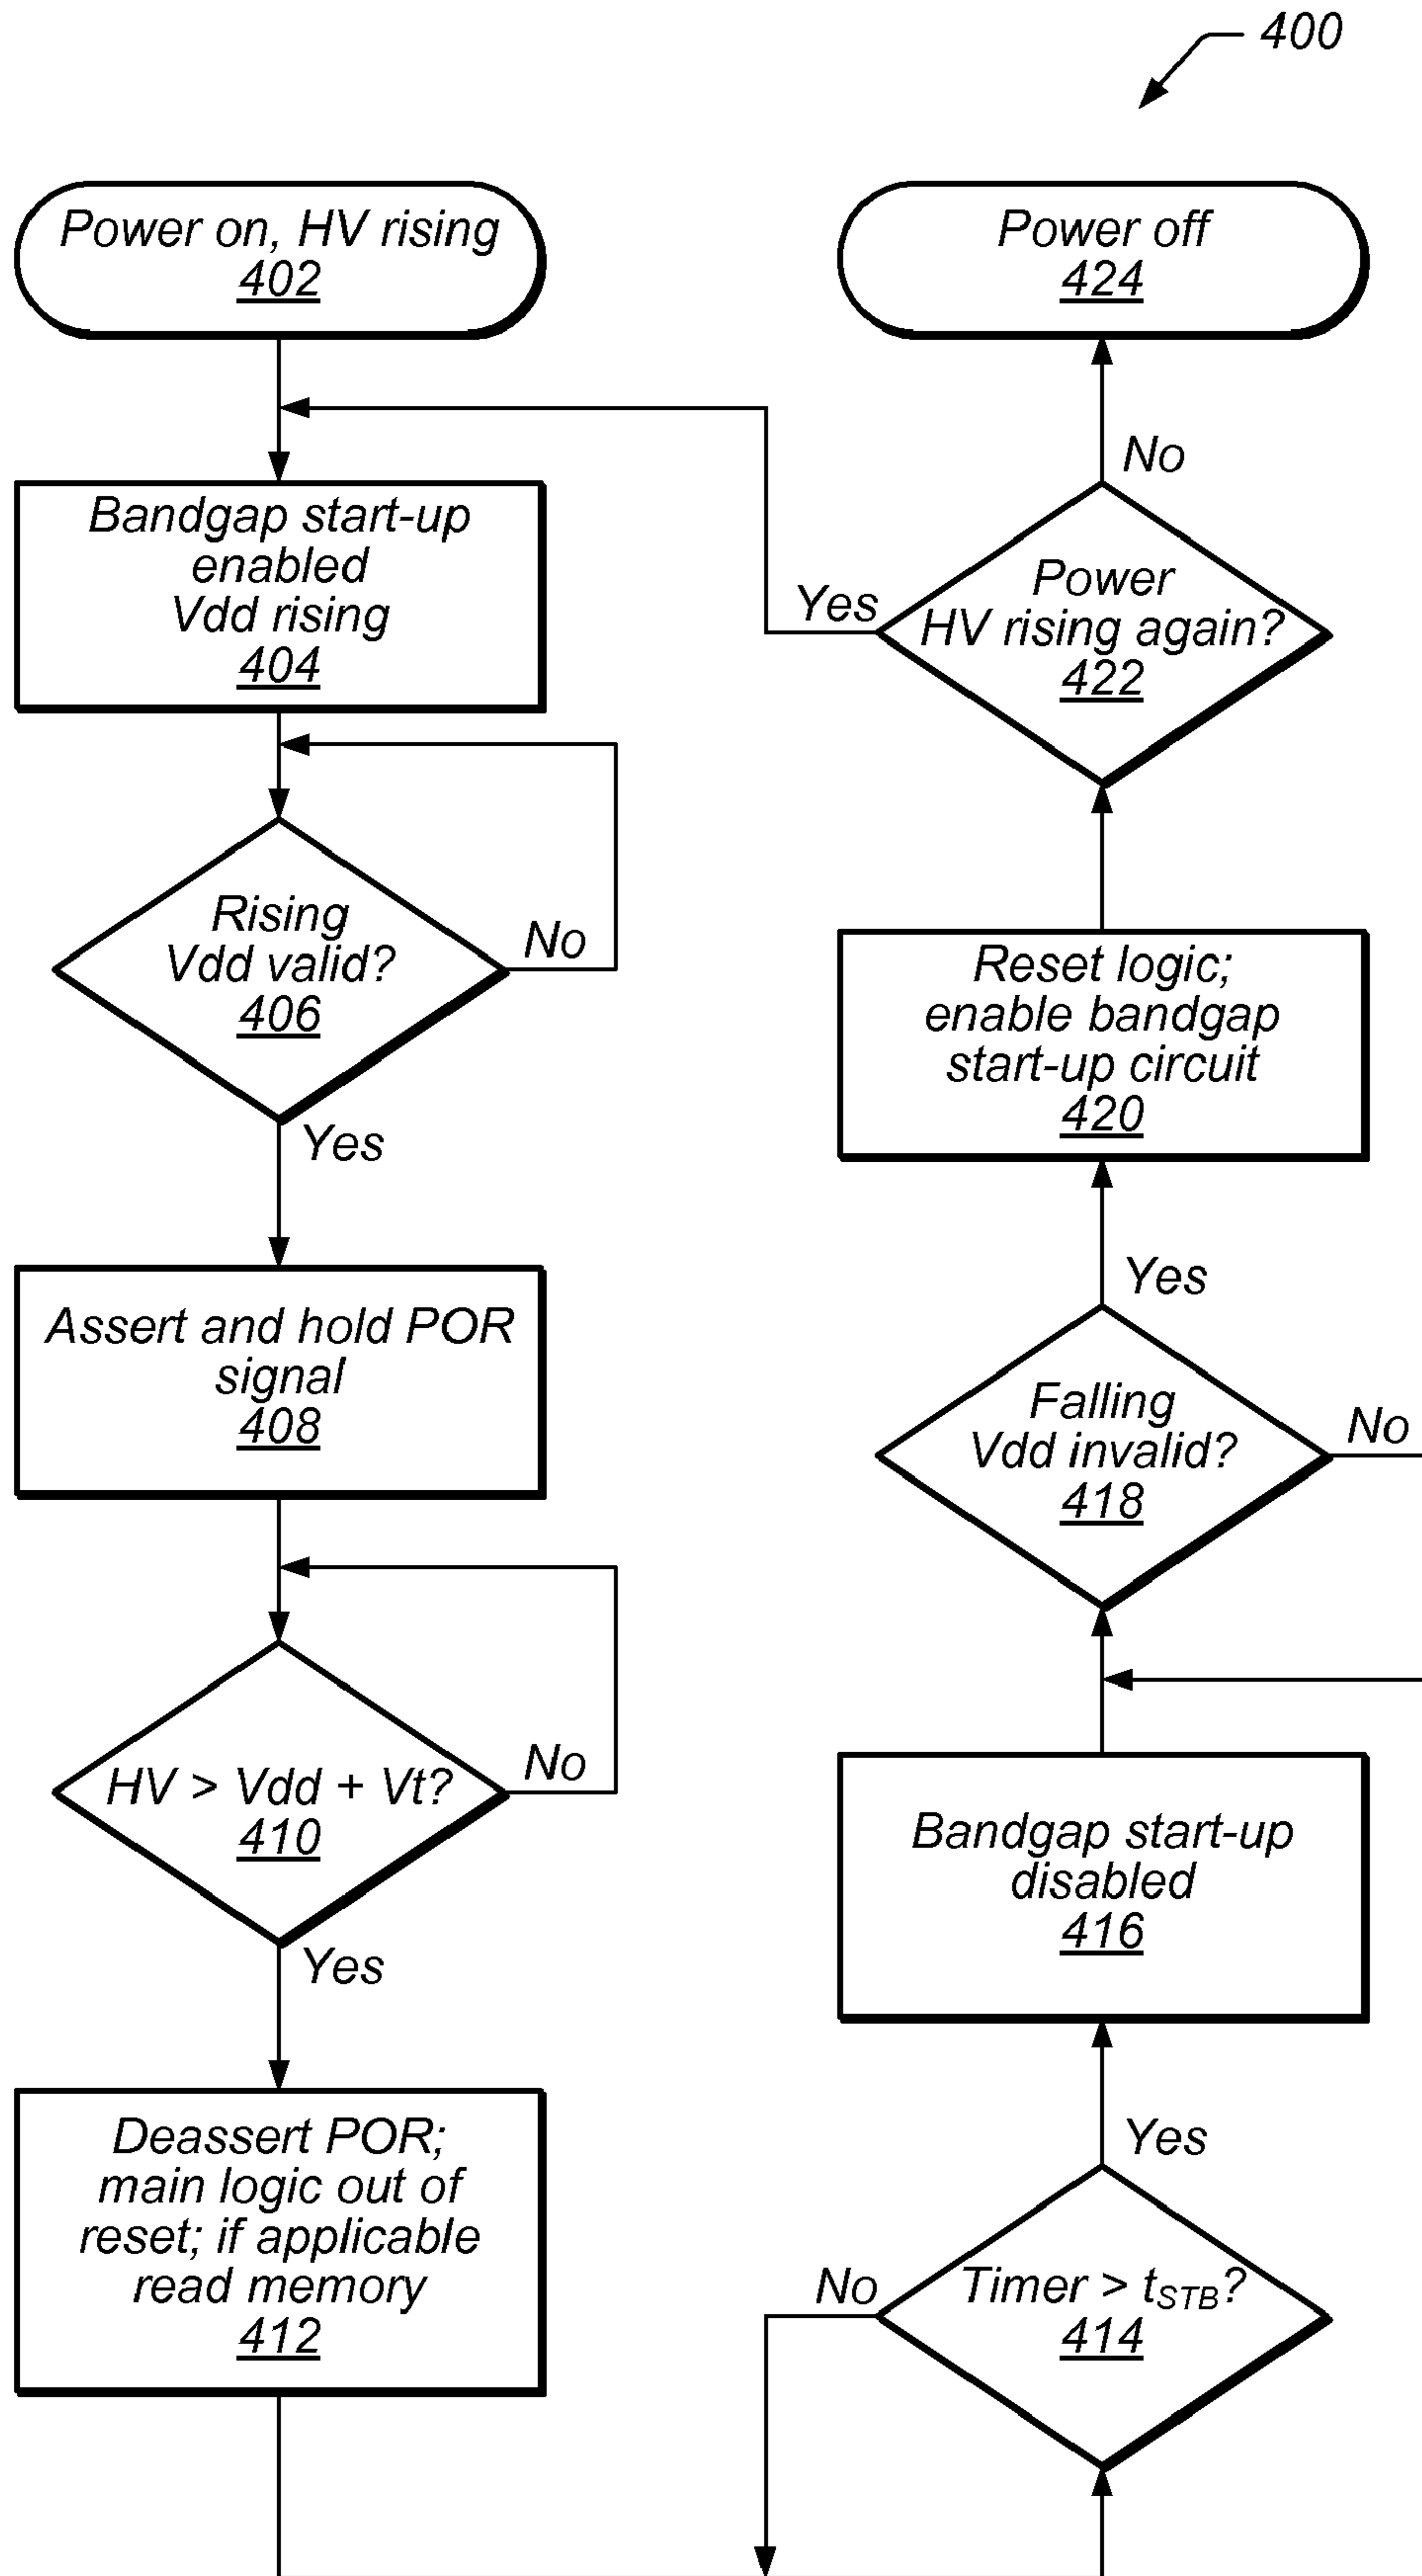 400
Power on, HV rising
402
Bandgap start-up
enabled
Vdd rising
404
Rising
Vdd valid?
406
No
Yes
Assert and hold POR
signal
408
HV > Vdd + Vt?
410
No
Yes
Deassert POR;
main logic out of
reset; if applicable
read memory
412
Timer > tSTB?
414
No
Yes
Bandgap start-up
disabled
416
Falling
Vdd invalid?
418
No
Yes
Reset logic;
enable bandgap
start-up circuit
420
Power
HV rising again?
422
Yes
No
Power off
424